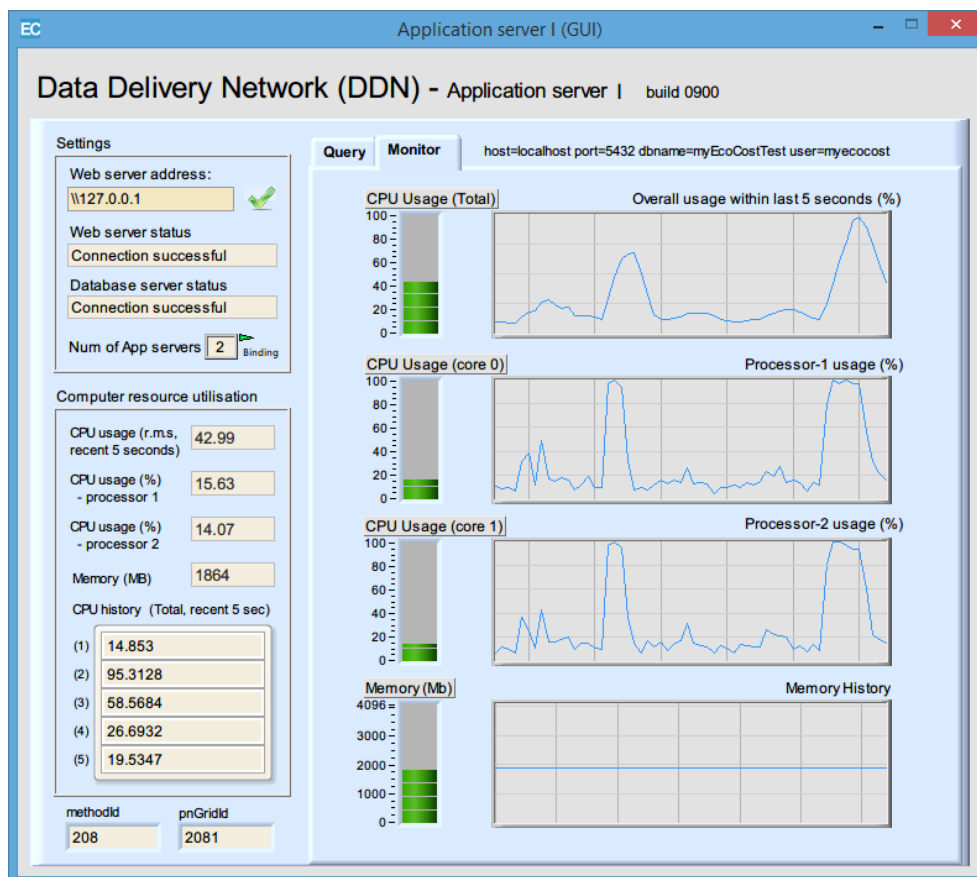 EC
Application server I (GUI)
Data Delivery Network (DDN) - Application server I build 0900
Settings
Web server address:
\\127.0.0.1
Web server status
Connection successful
Database server status
Connection successful
Num of App servers 2 Binding
Computer resource utilisation
CPU usage (r.m.s,
recent 5 seconds) 42.99
CPU usage (%)
- processor 1 15.63
CPU usage (%)
- processor 2 14.07
Memory (MB) 1864
CPU history (Total, recent 5 sec)
(1) 14.853
(2) 95.3128
(3) 58.5684
(4) 26.6932
(5) 19.5347
methodId pnGridId
208 2081
Query Monitor host=localhost port=5432 dbname=myEcoCostTest user=myecocost
CPU Usage (Total) Overall usage within last 5 seconds (%)
100
80
60
40
20
0
CPU Usage (core 0) Processor-1 usage (%)
100
80
60
40
20
0
CPU Usage (core 1) Processor-2 usage (%)
100
80
60
40
20
0
Memory (Mb) Memory History
4096
3000
2000
1000
0